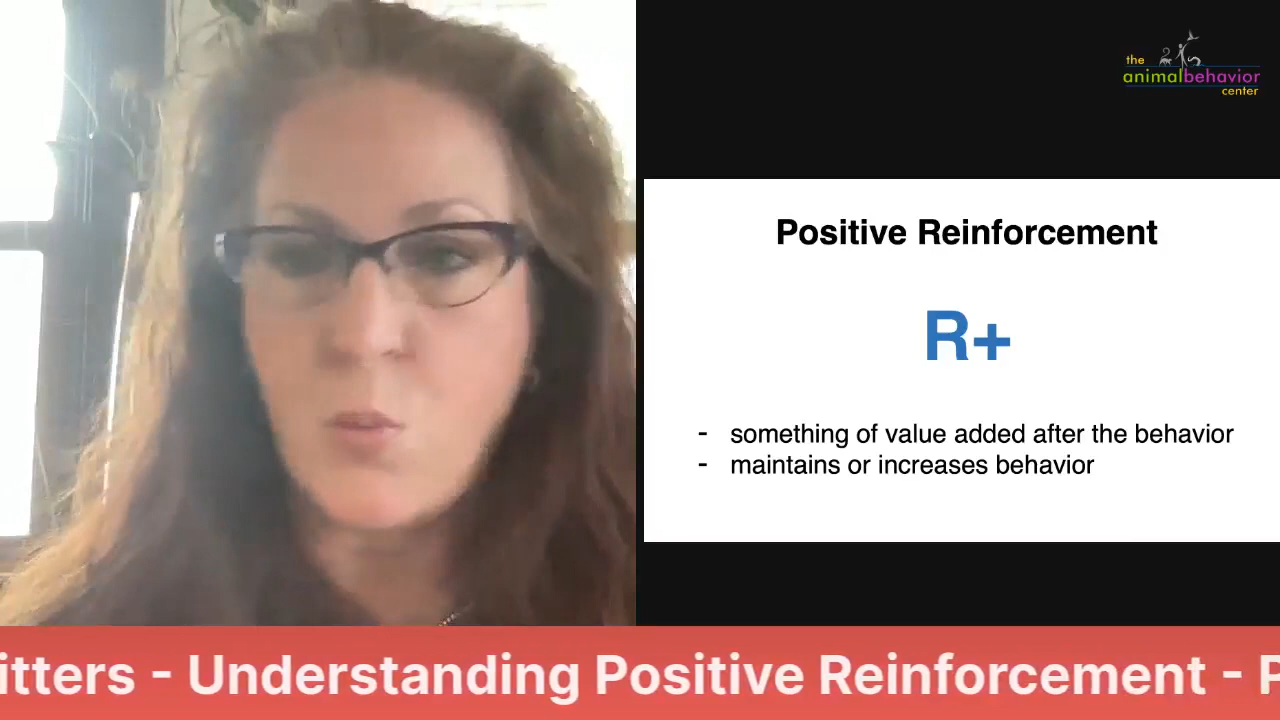 the
animalbehavior
center
Positive Reinforcement
R+
- something of value added after the behavior
- maintains or increases behavior
itters - Understanding Positive Reinforcement - P